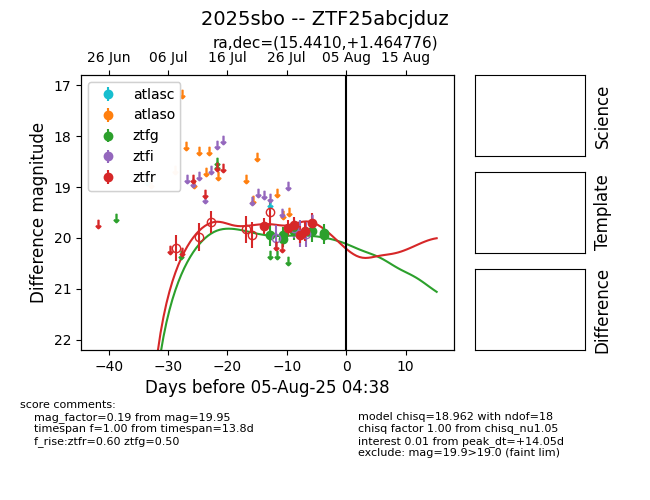 2025sbo -- ZTF25abcjduz
ra,dec=(15.4410,+1.464776)
26 Jun 06 Jul 16 Jul 26 Jul 05 Aug 15 Aug
17
18
19
20
21
22
Difference magnitude
atlasc
atlaso
ztfg
ztfi
ztfr
−40 −30 −20 −10 0 10
Days before 05-Aug-25 04:38
Science
Template
Difference
score comments:
mag_factor=0.19 from mag=19.95
timespan f=1.00 from timespan=13.8d
f_rise:ztfr=0.60 ztfg=0.50
model chisq=18.962 with ndof=18
chisq factor 1.00 from chisq_nu1.05
interest 0.01 from peak_dt=+14.05d
exclude: mag=19.9>19.0 (faint lim)